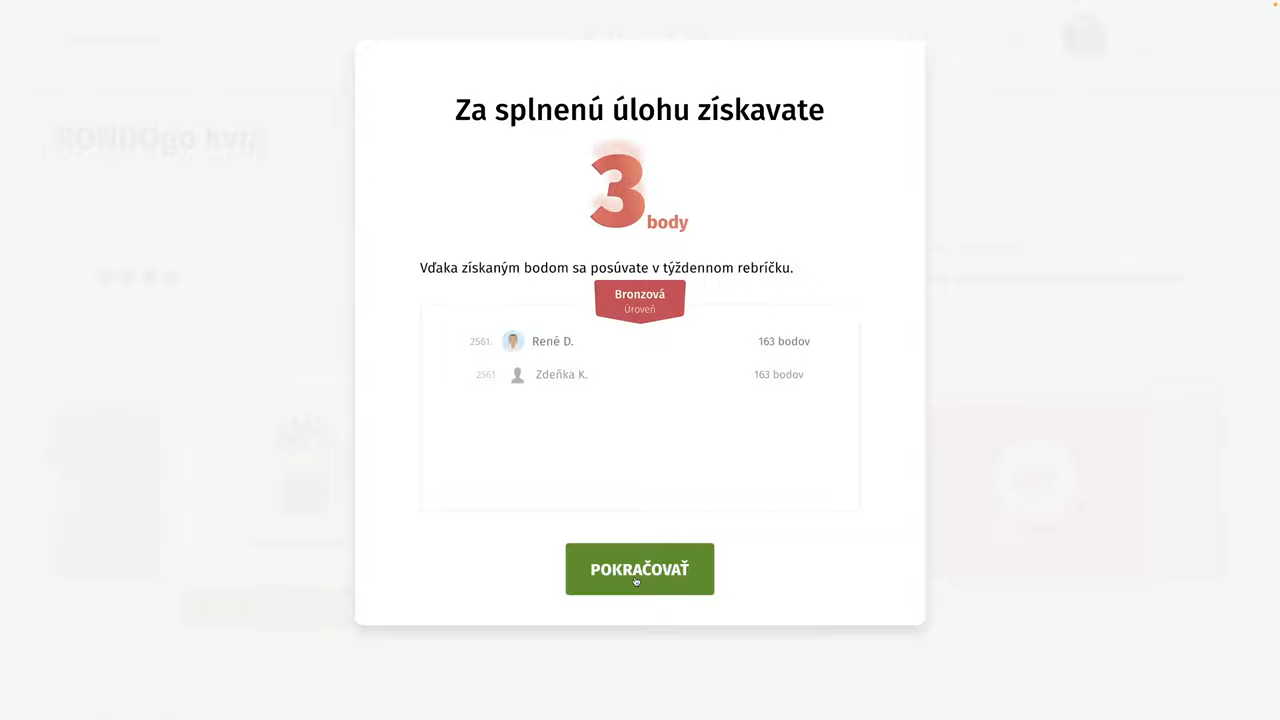 Za splnenú úlohu získavate
3 body
Vďaka získaným bodom sa posúvate v týždennom rebríčku.
Bronzová
Úroveň
2561. René D. 163 bodov
2561 Zdeňka K. 163 bodov
POKRAČOVAŤ